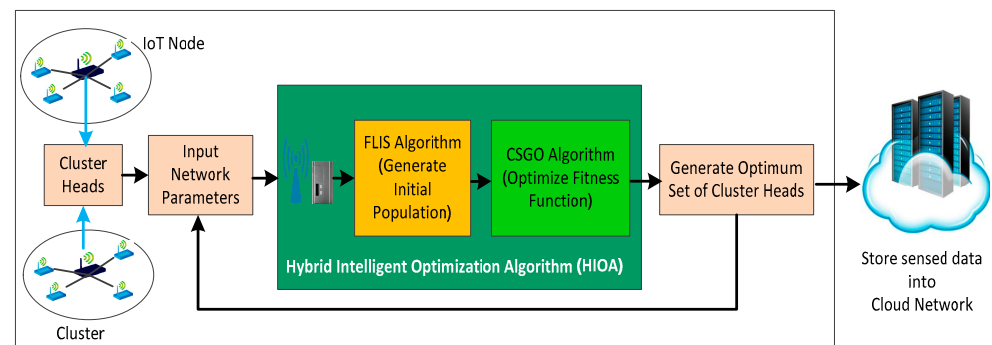 IoT Node
Cluster
Heads
Cluster
Input
Network
Parameters
FLIS Algorithm
(Generate
Initial
Population)
CSGO Algorithm
(Optimize Fitness
Function)
Hybrid Intelligent Optimization Algorithm (HIOA)
Generate Optimum
Set of Cluster Heads
Store sensed data
into
Cloud Network